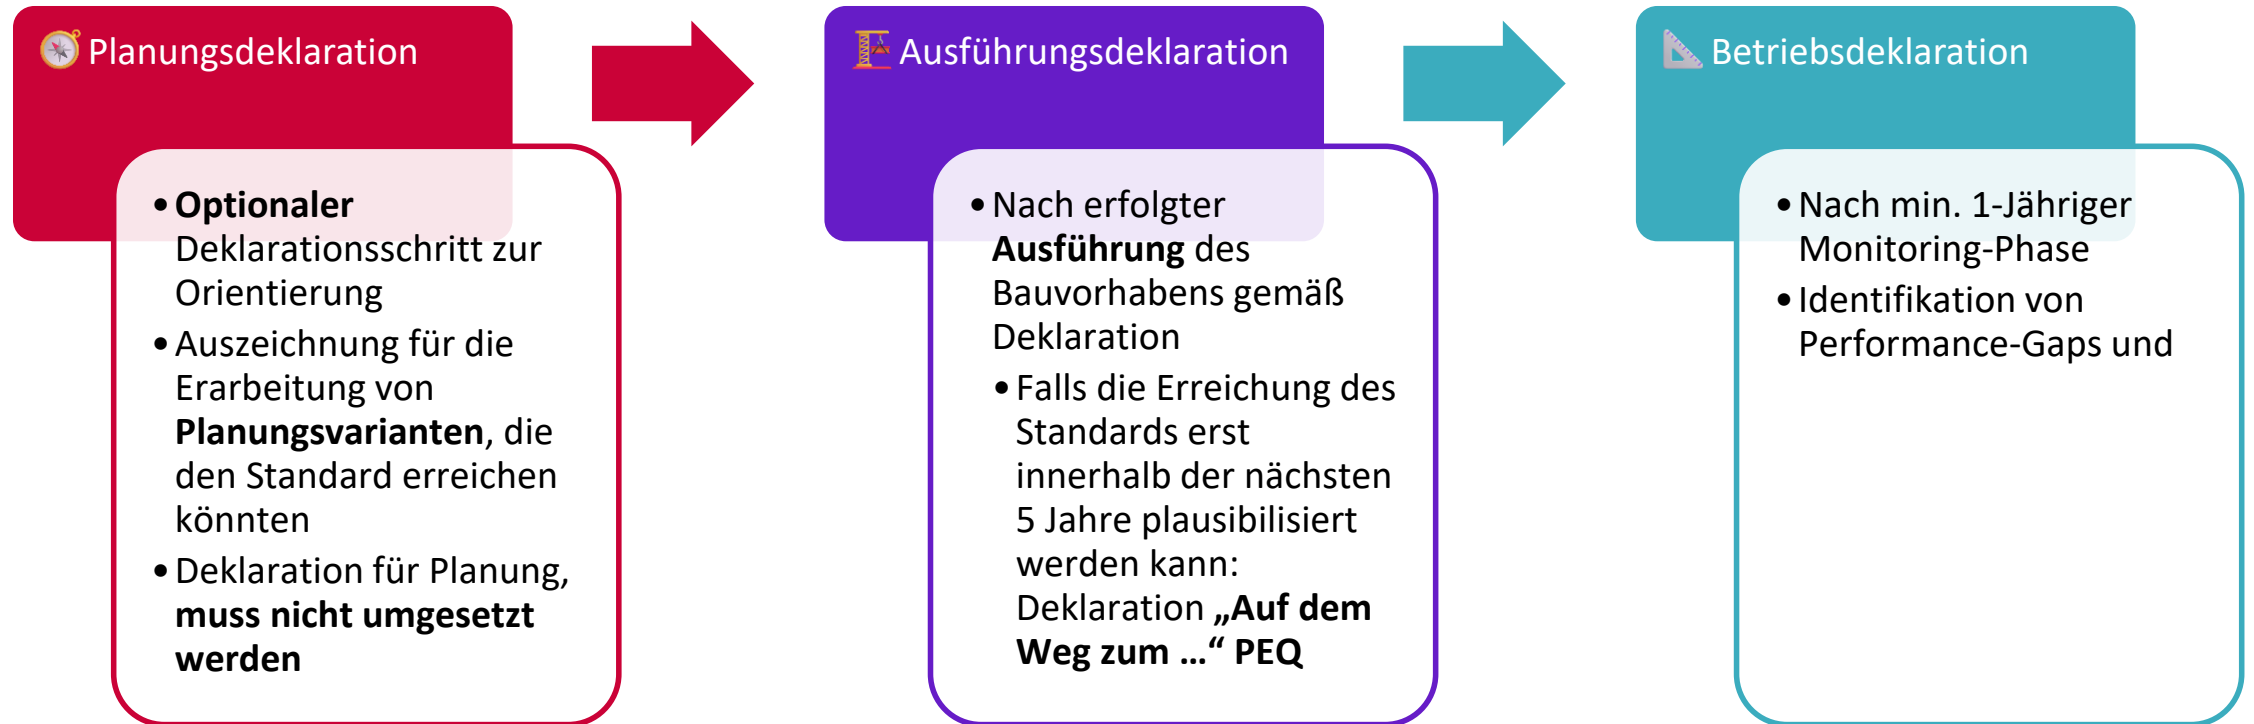 Planungsdeklaration
• Optionaler
Deklarationsschritt zur
Orientierung
• Auszeichnung für die
Erarbeitung von
Planungsvarianten, die
den Standard erreichen
könnten
• Deklaration für Planung,
muss nicht umgesetzt
werden
Ausführungsdeklaration
• Nach erfolgter
Ausführung des
Bauvorhabens gemäß
Deklaration
• Falls die Erreichung des
Standards erst
innerhalb der nächsten
5 Jahre plausibilisiert
werden kann:
Deklaration „Auf dem
Weg zum …“ PEQ
Betriebsdeklaration
• Nach min. 1-Jähriger
Monitoring-Phase
• Identifikation von
Performance-Gaps und